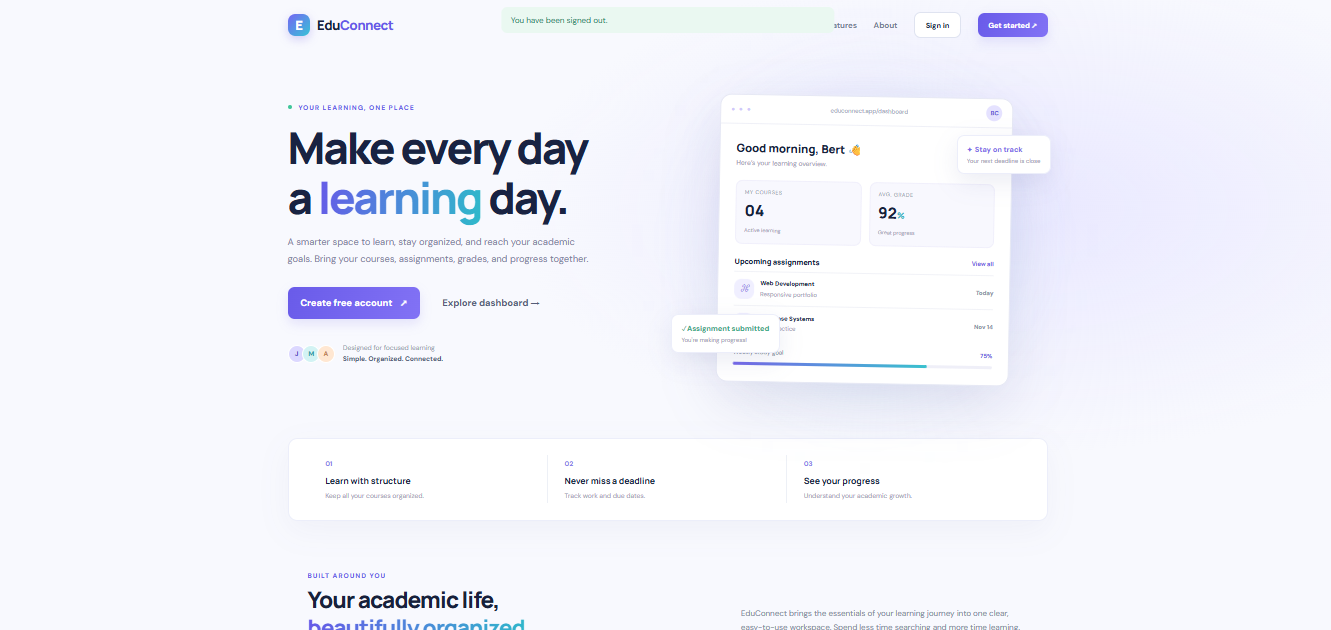 E EduConnect
You have been signed out.
atures
About
Sign in
Get started ↗
YOUR LEARNING, ONE PLACE
Make every day
a learning day.
A smarter space to learn, stay organized, and reach your academic
goals. Bring your courses, assignments, grades, and progress together.
Create free account ↗
Explore dashboard →
J M A
Designed for focused learning
Simple. Organized. Connected.
educonnect.app/dashboard
BC
Good morning, Bert 👋
Here's your learning overview.
+ Stay on track
Your next deadline is close
MY COURSES
04
Active learning
AVG. GRADE
92%
Great progress
Upcoming assignments
View all
⌘
Web Development
Responsive portfolio
Today
Systems
Nov 14
✓Assignment submitted
You're making progress!
goal
75%
01
Learn with structure
Keep all your courses organized.
02
Never miss a deadline
Track work and due dates.
03
See your progress
Understand your academic growth.
BUILT AROUND YOU
Your academic life,
beautifully organized
EduConnect brings the essentials of your learning journey into one clear,
easy-to-use workspace. Spend less time searching and more time learning.